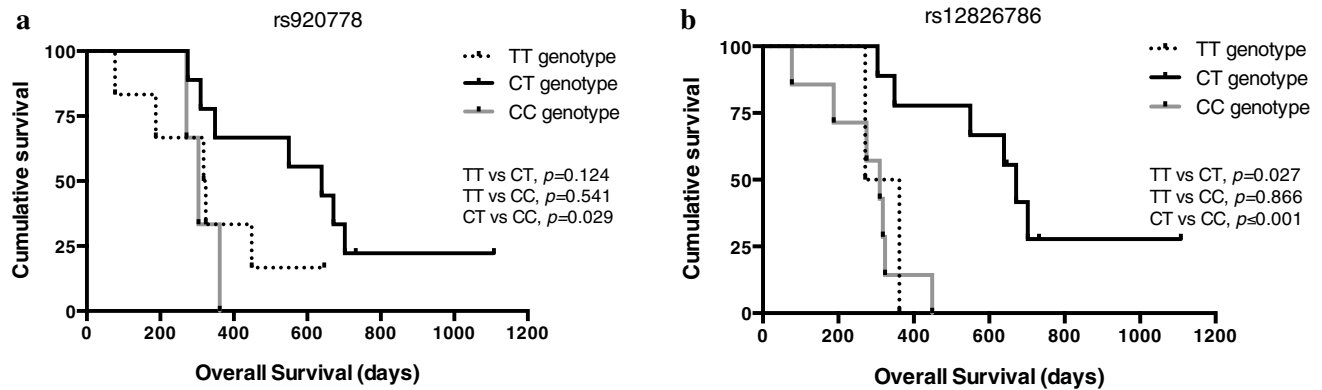 a
rs920778
Cumulative survival
100
75
50
25
0
0 200 400 600 800 1000 1200
Overall Survival (days)
TT genotype
CT genotype
CC genotype
TT vs CT, p=0.124
TT vs CC, p=0.541
CT vs CC, p=0.029
b
rs12826786
Cumulative survival
100
75
50
25
0
0 200 400 600 800 1000 1200
Overall Survival (days)
TT genotype
CT genotype
CC genotype
TT vs CT, p=0.027
TT vs CC, p=0.866
CT vs CC, p≤0.001